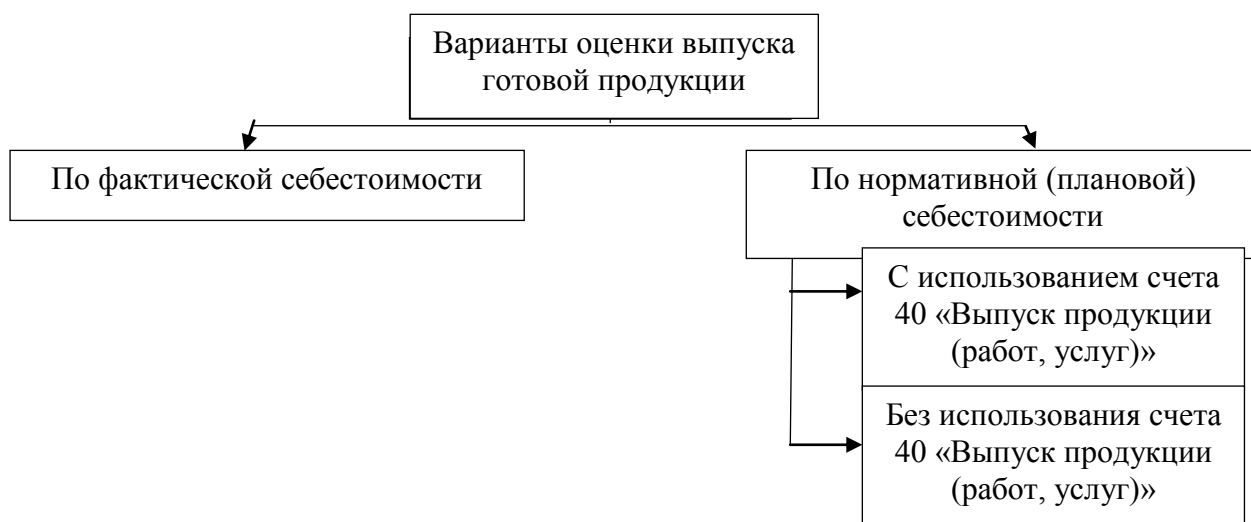 Варианты оценки выпуска
готовой продукции
По фактической себестоимости
По нормативной (плановой)
себестоимости
С использованием счета
40 «Выпуск продукции
(работ, услуг)»
Без использования счета
40 «Выпуск продукции
(работ, услуг)»